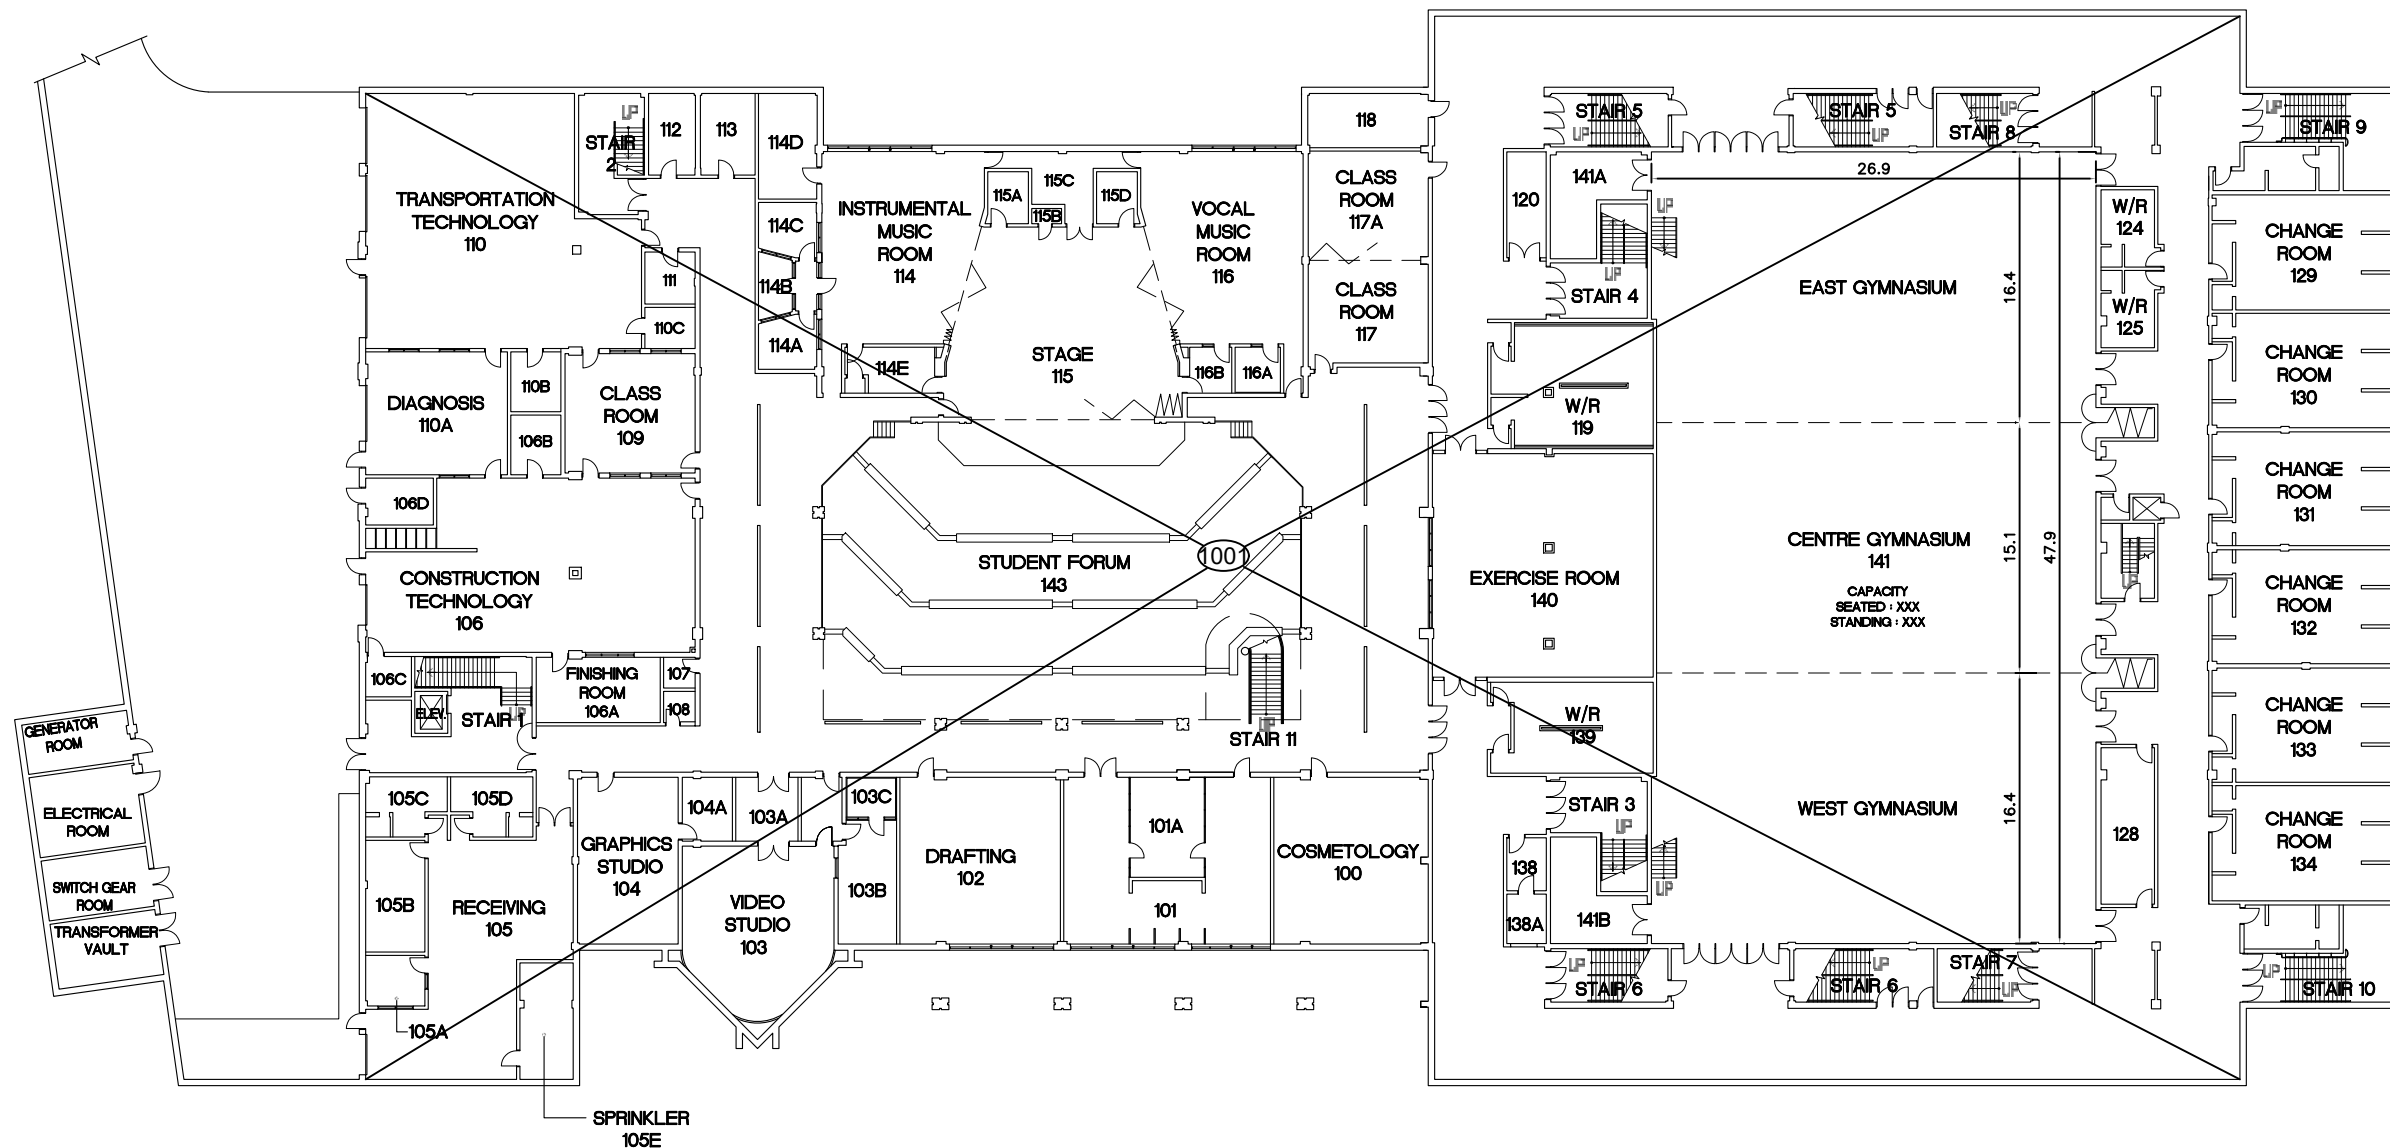 UP
STAIR
2
112
113
114D
118
STAIR 5
UP
STAIR 5
UP
STAIR 8
UP
UP
STAIR 9
TRANSPORTATION
TECHNOLOGY
110
INSTRUMENTAL
MUSIC
ROOM
114
115A
115C
115B
115D
VOCAL
MUSIC
ROOM
116
CLASS
ROOM
117A
120
141A
UP
UP
STAIR 4
26.9
W/R
124
W/R
125
CHANGE
ROOM
129
114C
114B
114A
111
110C
CLASS
ROOM
117
EAST GYMNASIUM
16.4
STAGE
115
114E
116B
116A
CHANGE
ROOM
130
DIAGNOSIS
110A
110B
106B
CLASS
ROOM
109
W/R
119
CHANGE
ROOM
131
106D
CONSTRUCTION
TECHNOLOGY
106
STUDENT FORUM
143
1001
EXERCISE ROOM
140
CENTRE GYMNASIUM
141
CAPACITY
SEATED : XXX
STANDING : XXX
15.1
47.9
UP
CHANGE
ROOM
132
106C
ELEV.
STAIR 1
UP
FINISHING
ROOM
106A
107
108
UP
STAIR 11
W/R
139
CHANGE
ROOM
133
GENERATOR
ROOM
ELECTRICAL
ROOM
SWITCH GEAR
ROOM
TRANSFORMER
VAULT
105C
105D
105B
RECEIVING
105
105A
GRAPHICS
STUDIO
104
104A
103A
103C
VIDEO
STUDIO
103
103B
DRAFTING
102
101A
101
COSMETOLOGY
100
STAIR 3
UP
UP
138
138A
141B
WEST GYMNASIUM
16.4
128
CHANGE
ROOM
134
UP
STAIR 6
UP
STAIR 6
STAIR 7
UP
UP
STAIR 10
SPRINKLER
105E